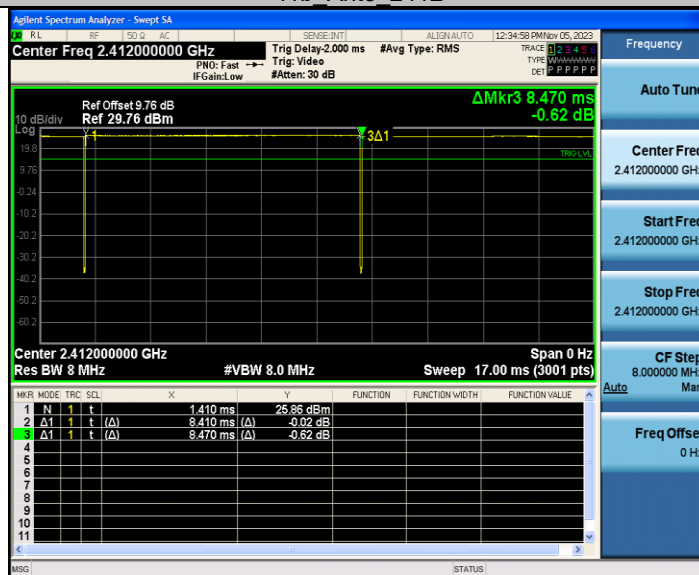 Agilent Spectrum Analyzer - Swept SA
RL RF 50 Ω AC SENSE:INT ALIGN AUTO 12:34:58 PM Nov 05, 2023
Center Freq 2.412000000 GHz
PNO: Fast
IFGain:Low
Trig Delay-2.000 ms
Trig: Video
#Atten: 30 dB
#Avg Type: RMS
TRACE 1 2 3 4 5 6
TYPE WWWWWW
DET P P P P P P
Frequency
Auto Tune
Ref Offset 9.76 dB
Ref 29.76 dBm
10 dB/div
Log
ΔMkr3 8.470 ms
-0.62 dB
1
3Δ1
TRIG LVL
19.8
9.76
-0.24
-10.2
-20.2
-30.2
-40.2
-50.2
-60.2
Center Freq
2.412000000 GHz
Start Freq
2.412000000 GHz
Stop Freq
2.412000000 GHz
CF Step
8.000000 MHz
Auto Man
Freq Offset
0 Hz
Center 2.412000000 GHz Span 0 Hz
Res BW 8 MHz #VBW 8.0 MHz Sweep 17.00 ms (3001 pts)
MKR MODE TRC SCL X Y FUNCTION FUNCTION WIDTH FUNCTION VALUE
1 N 1 t 1.410 ms 25.86 dBm
2 Δ1 1 t (Δ) 8.410 ms (Δ) -0.02 dB
3 Δ1 1 t (Δ) 8.470 ms (Δ) -0.62 dB
4
5
6
7
8
9
10
11
MSG STATUS